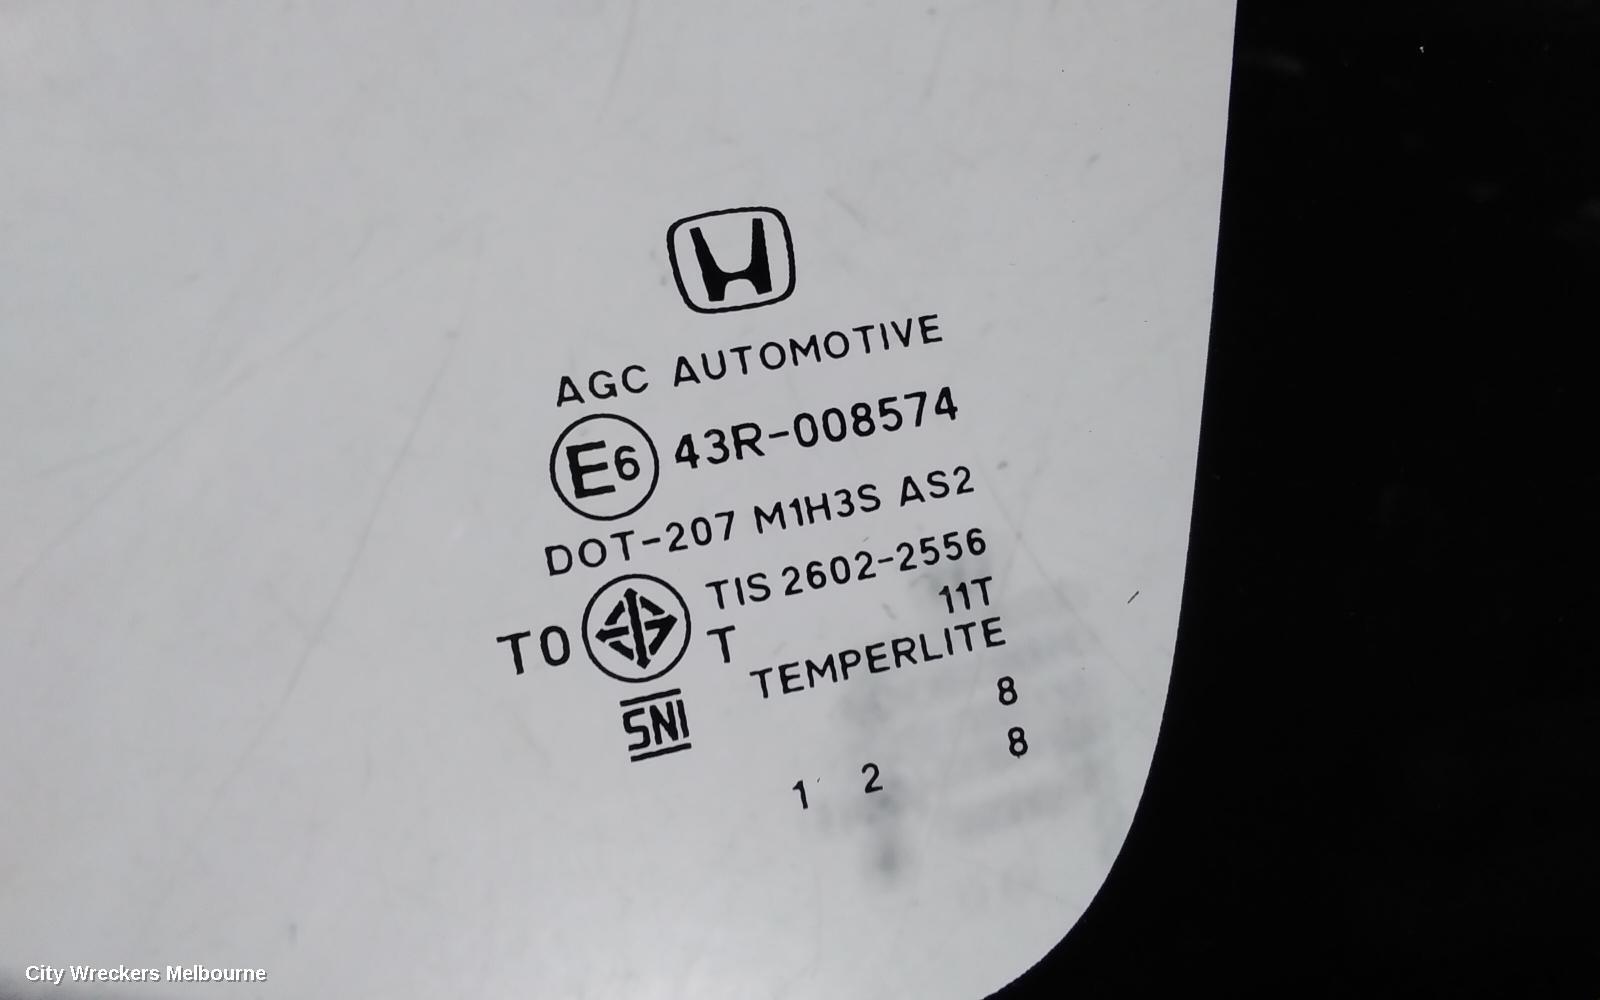 AGC AUTOMOTIVE
E6 43R-008574
DOT-207 M1H3S AS2
TIS 2602-2556
11T
TO T
TEMPERLITE
SNI
8
8
1 2
City Wreckers Melbourne